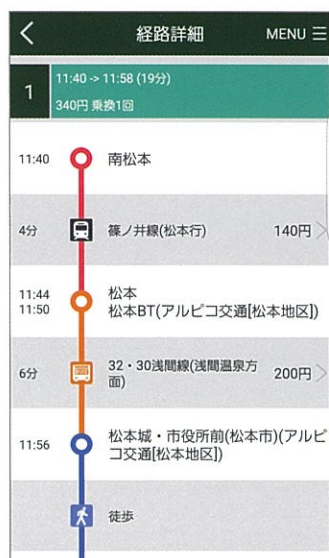 経路詳細
MENU
1
11:40 -> 11:58 (19分)
340円 乗換1回
11:40
南松本
4分
篠ノ井線(松本行)
140円
11:44
11:50
松本
松本BT(アルピコ交通[松本地区])
6分
32・30浅間線(浅間温泉方
面)
200円
11:56
松本城・市役所前(松本市)(アルピ
コ交通[松本地区])
徒歩